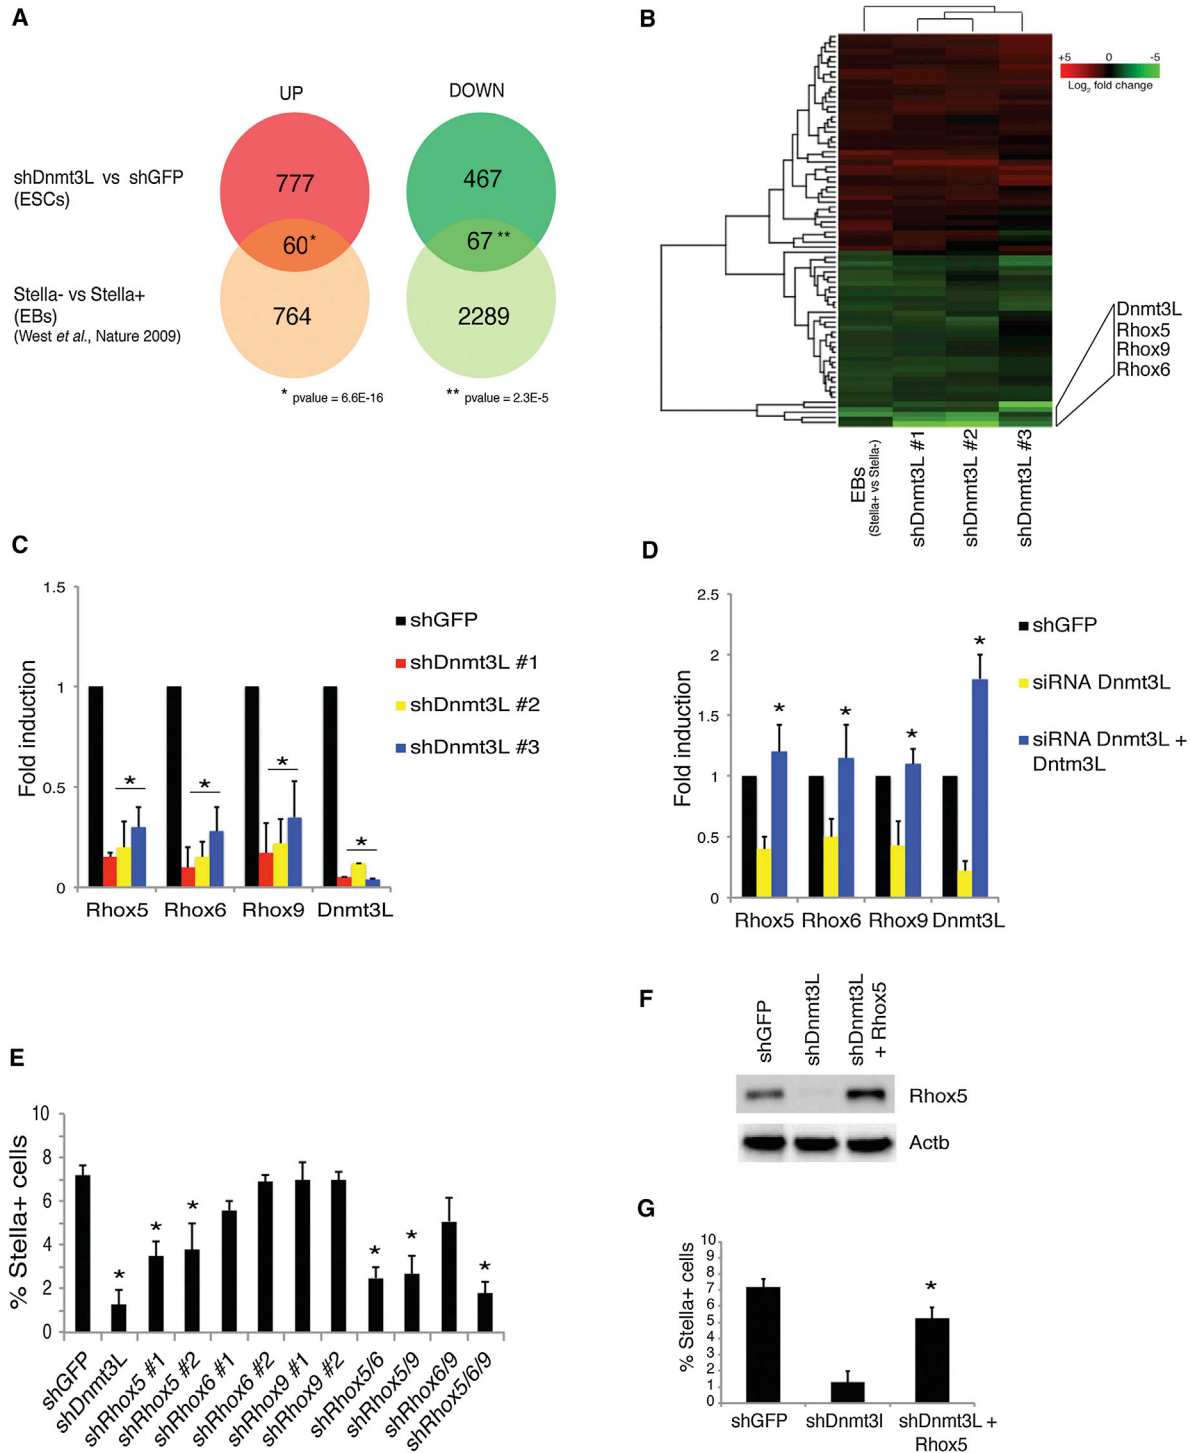 A
UP
DOWN
shDnmt3L vs shGFP
(ESCs)
777
467
60*
67**
Stella- vs Stella+
(EBs)
(West et al., Nature 2009)
764
2289
* pvalue = 6.6E-16
** pvalue = 2.3E-5
B
+5 0 -5
Log2 fold change
Dnmt3L
Rhox5
Rhox9
Rhox6
EBs
(Stella+ vs Stella-)
shDnmt3L #1
shDnmt3L #2
shDnmt3L #3
C
Fold induction
1.5
1
0.5
0
*
*
*
*
Rhox5 Rhox6 Rhox9 Dnmt3L
shGFP
shDnmt3L #1
shDnmt3L #2
shDnmt3L #3
D
Fold induction
2.5
2
1.5
1
0.5
0
*
*
*
*
Rhox5 Rhox6 Rhox9 Dnmt3L
shGFP
siRNA Dnmt3L
siRNA Dnmt3L +
Dntm3L
E
% Stella+ cells
10
8
6
4
2
0
*
*
*
*
*
*
shGFP
shDnmt3L
shRhox5 #1
shRhox5 #2
shRhox6 #1
shRhox6 #2
shRhox9 #1
shRhox9 #2
shRhox5/6
shRhox5/9
shRhox6/9
shRhox5/6/9
F
shGFP
shDnmt3L
shDnmt3L
+ Rhox5
Rhox5
Actb
G
% Stella+ cells
10
9
8
7
6
5
4
3
2
1
0
*
shGFP shDnmt3l shDnmt3L +
Rhox5